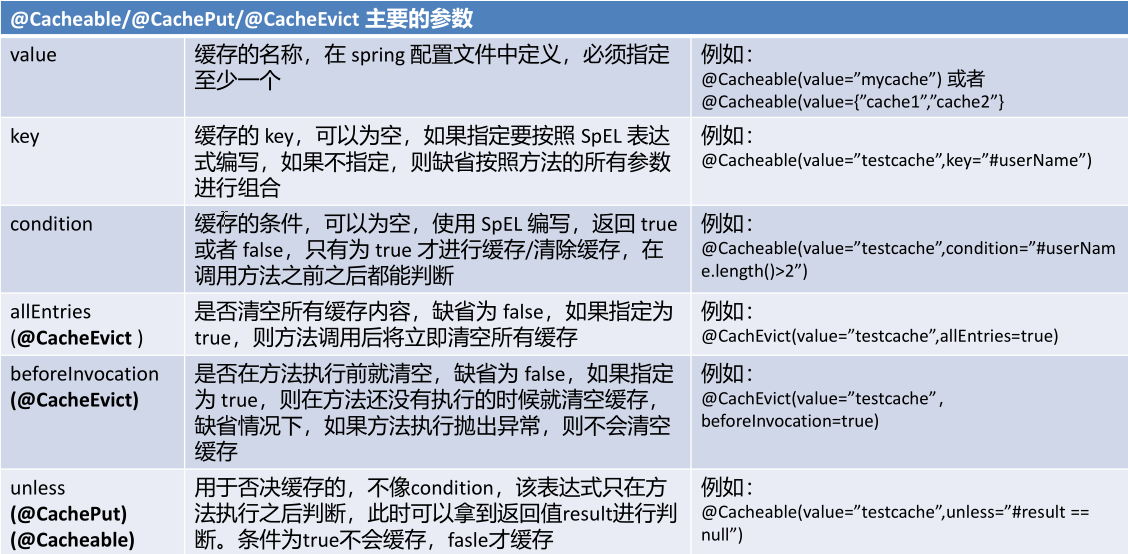 @Cacheable/@CachePut/@CacheEvict 主要的参数
value
缓存的名称，在 spring 配置文件中定义，必须指定
至少一个
例如：
@Cacheable(value=”mycache”) 或者
@Cacheable(value={”cache1”,”cache2”}
key
缓存的 key，可以为空，如果指定要按照 SpEL 表达
式编写，如果不指定，则缺省按照方法的所有参数
进行组合
例如：
@Cacheable(value=”testcache”,key=”#userName”)
condition
缓存的条件，可以为空，使用 SpEL 编写，返回 true
或者 false，只有为 true 才进行缓存/清除缓存，在
调用方法之前之后都能判断
例如：
@Cacheable(value=”testcache”,condition=”#userNam
e.length()>2”)
allEntries
(@CacheEvict )
是否清空所有缓存内容，缺省为 false，如果指定为
true，则方法调用后将立即清空所有缓存
例如：
@CachEvict(value=”testcache”,allEntries=true)
beforeInvocation
(@CacheEvict)
是否在方法执行前就清空，缺省为 false，如果指定
为 true，则在方法还没有执行的时候就清空缓存，
缺省情况下，如果方法执行抛出异常，则不会清空
缓存
例如：
@CachEvict(value=”testcache”，
beforeInvocation=true)
unless
(@CachePut)
(@Cacheable)
用于否决缓存的，不像condition，该表达式只在方
法执行之后判断，此时可以拿到返回值result进行判
断。条件为true不会缓存，fasle才缓存
例如：
@Cacheable(value=”testcache”,unless=”#result ==
null”)